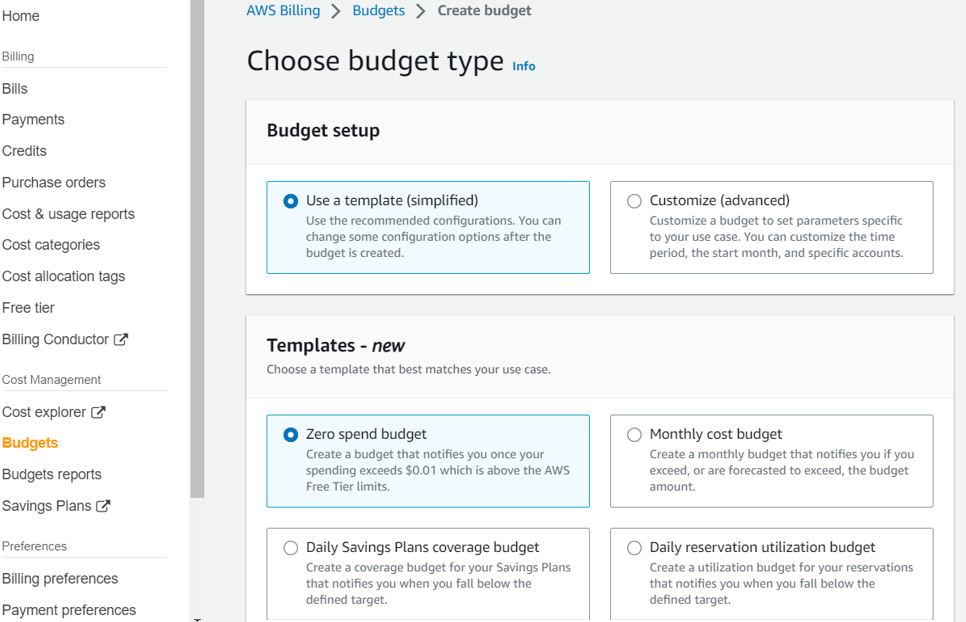 Home
Billing
Bills
Payments
Credits
Purchase orders
Cost & usage reports
Cost categories
Cost allocation tags
Free tier
Billing Conductor
Cost Management
Cost explorer
Budgets
Budgets reports
Savings Plans
Preferences
Billing preferences
Payment preferences
AWS Billing > Budgets > Create budget
Choose budget type Info
Budget setup
Use a template (simplified)
Use the recommended configurations. You can
change some configuration options after the
budget is created.
Customize (advanced)
Customize a budget to set parameters specific
to your use case. You can customize the time
period, the start month, and specific accounts.
Templates - new
Choose a template that best matches your use case.
Zero spend budget
Create a budget that notifies you once your
spending exceeds $0.01 which is above the AWS
Free Tier limits.
Monthly cost budget
Create a monthly budget that notifies you if you
exceed, or are forecasted to exceed, the budget
amount.
Daily Savings Plans coverage budget
Create a coverage budget for your Savings Plans
that notifies you when you fall below the
defined target.
Daily reservation utilization budget
Create a utilization budget for your reservations
that notifies you when you fall below the
defined target.